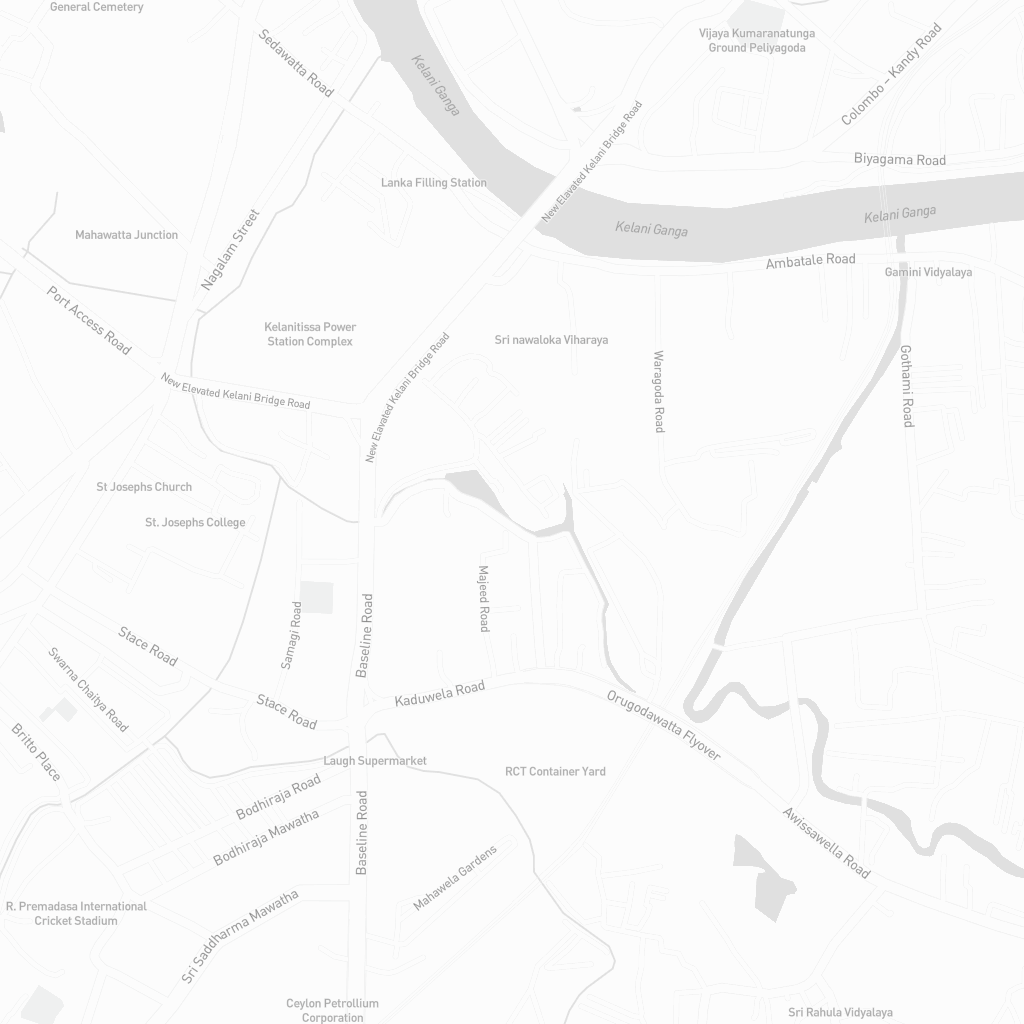 General Cemetery
Sedawatta Road
Kelani Ganga
Vijaya Kumaranatunga
Ground Peliyagoda
Colombo – Kandy Road
New Elavated Kelani Bridge Road
Biyagama Road
Lanka Filling Station
Kelani Ganga
Kelani Ganga
Mahawatta Junction
Nagalam Street
Ambatale Road
Gamini Vidyalaya
Port Access Road
Kelanitissa Power
Station Complex
Sri nawaloka Viharaya
New Elavated Kelani Bridge Road
Waragoda Road
Gothami Road
New Elevated Kelani Bridge Road
St Josephs Church
St. Josephs College
Majeed Road
Samagi Road
Baseline Road
Stace Road
Swarna Chaitya Road
Stace Road
Kaduwela Road
Orugodawatta Flyover
Britto Place
Laugh Supermarket
RCT Container Yard
Bodhiraja Road
Bodhiraja Mawatha
Baseline Road
Awissawella Road
Mahawela Gardens
R. Premadasa International
Cricket Stadium
Sri Saddharma Mawatha
Ceylon Petrollium
Corporation
Sri Rahula Vidyalaya